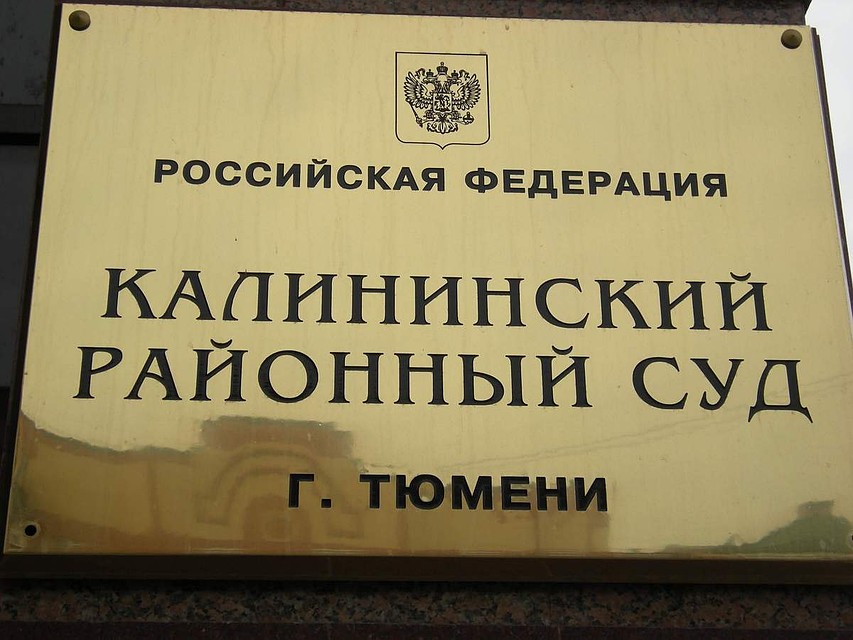 РОССИЙСКАЯ ФЕДЕРАЦИЯ
КАЛИНИНСКИЙ
РАЙОННЫЙ СУД
Г. ТЮМЕНИ